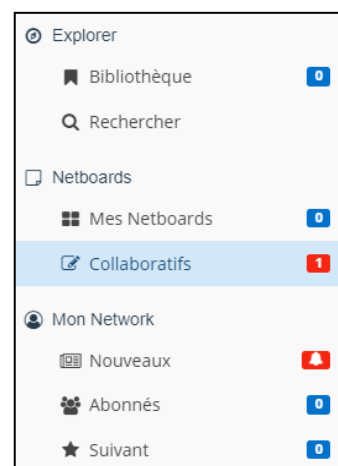 Explorer
Bibliothèque 0
Rechercher
Netboards
Mes Netboards 0
Collaboratifs 1
Mon Network
Nouveaux
Abonnés 0
Suivant 0